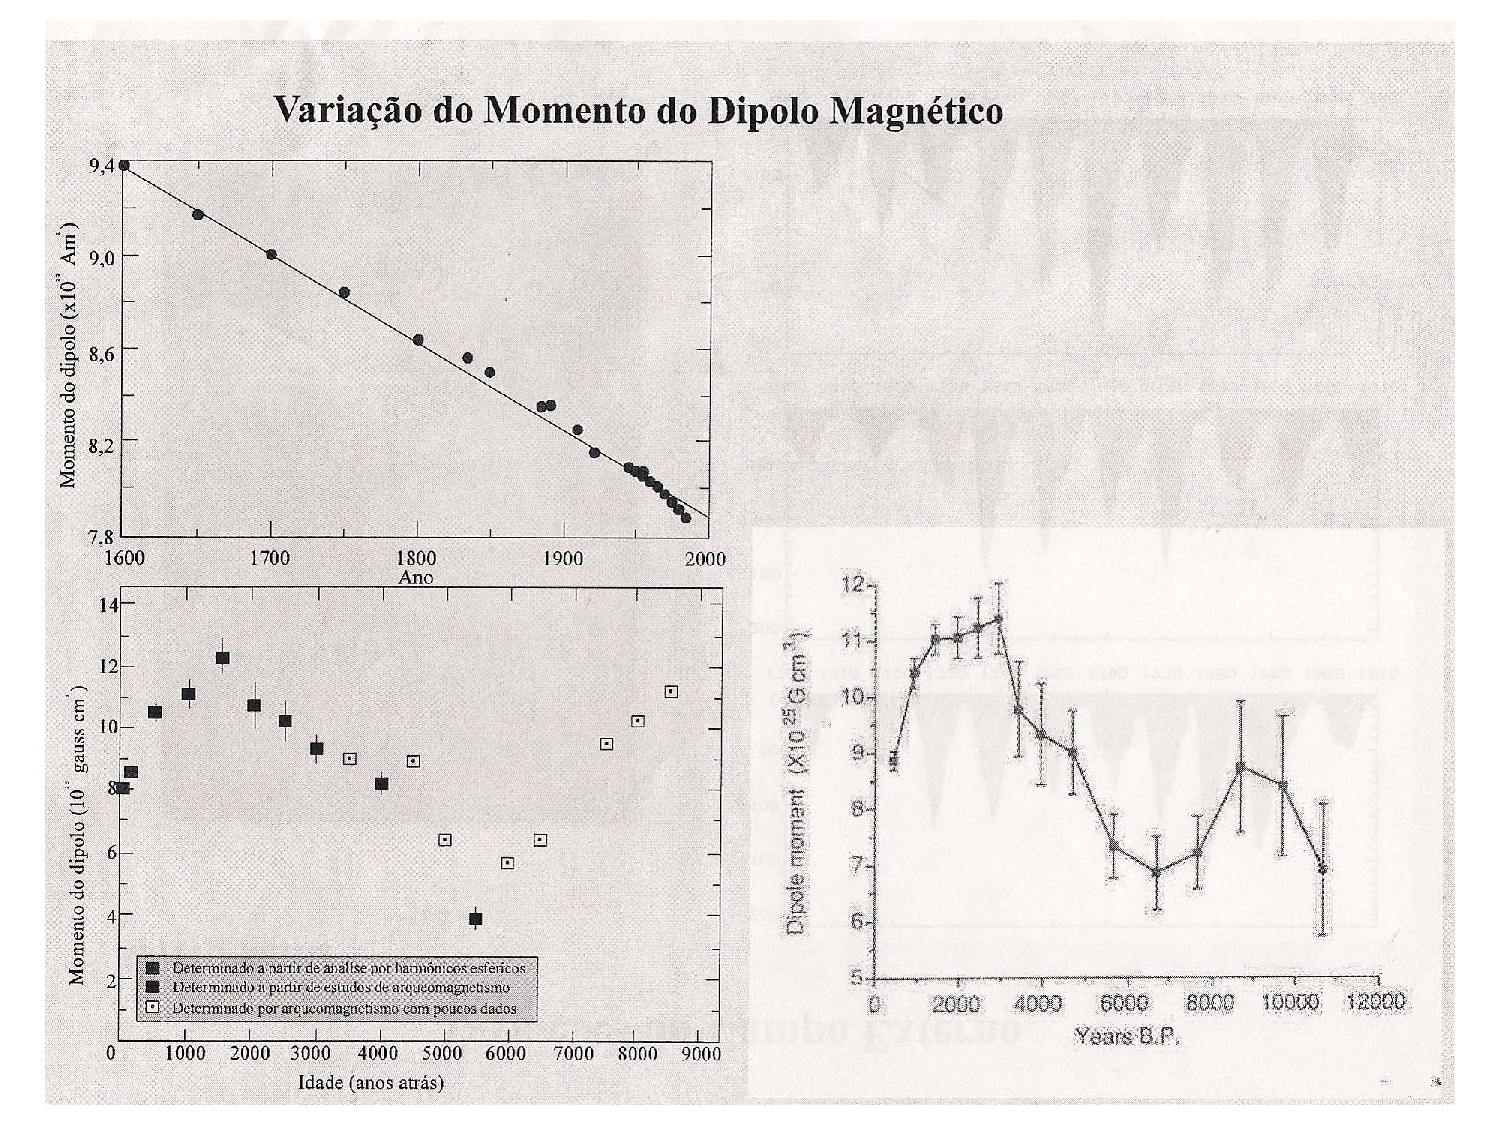 Variação do Momento do Dipolo Magnético
9,4
9,0
8,6
8,2
7,8
Momento do dipolo (x10²² Am²)
1600 1700 1800 1900 2000
Ano
14
12
10
8
6
4
2
0
Momento do dipolo (10 gauss cm³)
Determinado a partir de análise por harmônicos esféricos
Determinado a partir de estudos de arqueomagnetismo
Determinado por arqueomagnetismo com poucos dados
1000 2000 3000 4000 5000 6000 7000 8000 9000
Idade (anos atrás)
12
11
10
9
8
7
6
5
Dipole moment (X10²⁵G cm⁻³)
0 2000 4000 6000 8000 10000 12000
Years B.P.